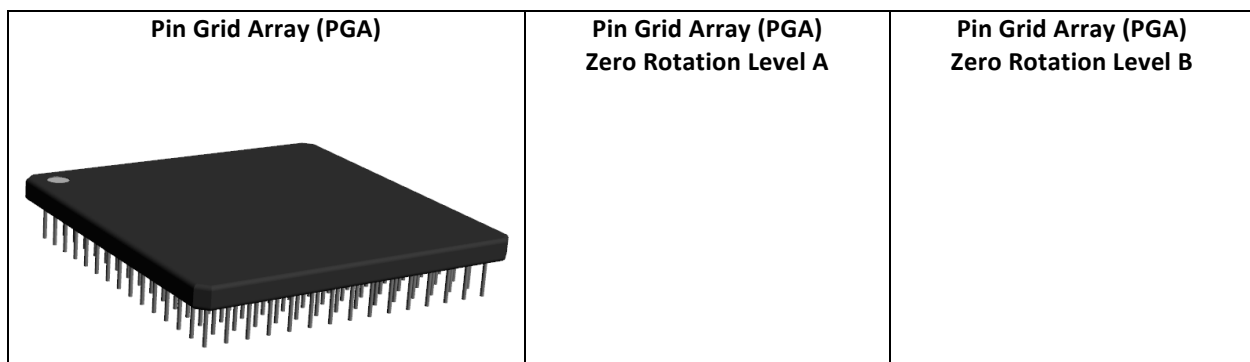 Pin Grid Array (PGA)
Pin Grid Array (PGA)
Zero Rotation Level A
Pin Grid Array (PGA)
Zero Rotation Level B